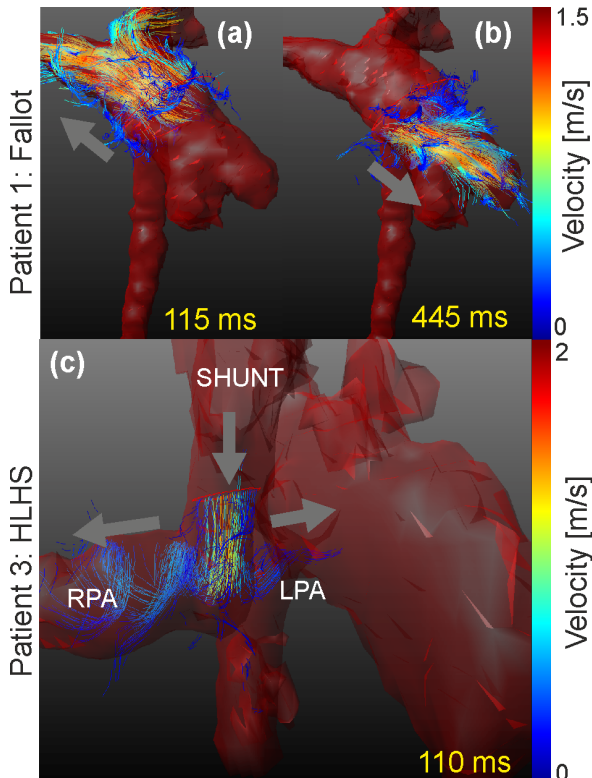 (a)
(b)
1.5
Velocity [m/s]
0
Patient 1: Fallot
115 ms
445 ms
(c)
SHUNT
2
Velocity [m/s]
0
Patient 3: HLHS
RPA
LPA
110 ms